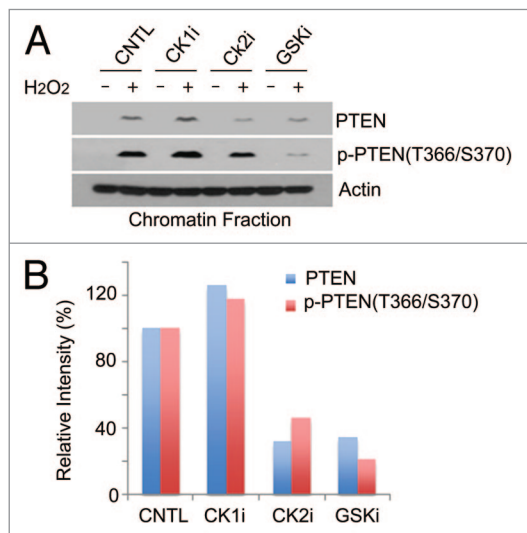 A
CNTL CK1i CK2i GSKi
H2O2 - + - + - + - +
PTEN
p-PTEN(T366/S370)
Actin
Chromatin Fraction
B
PTEN
p-PTEN(T366/S370)
Relative Intensity (%)
120
80
40
0
CNTL CK1i CK2i GSKi